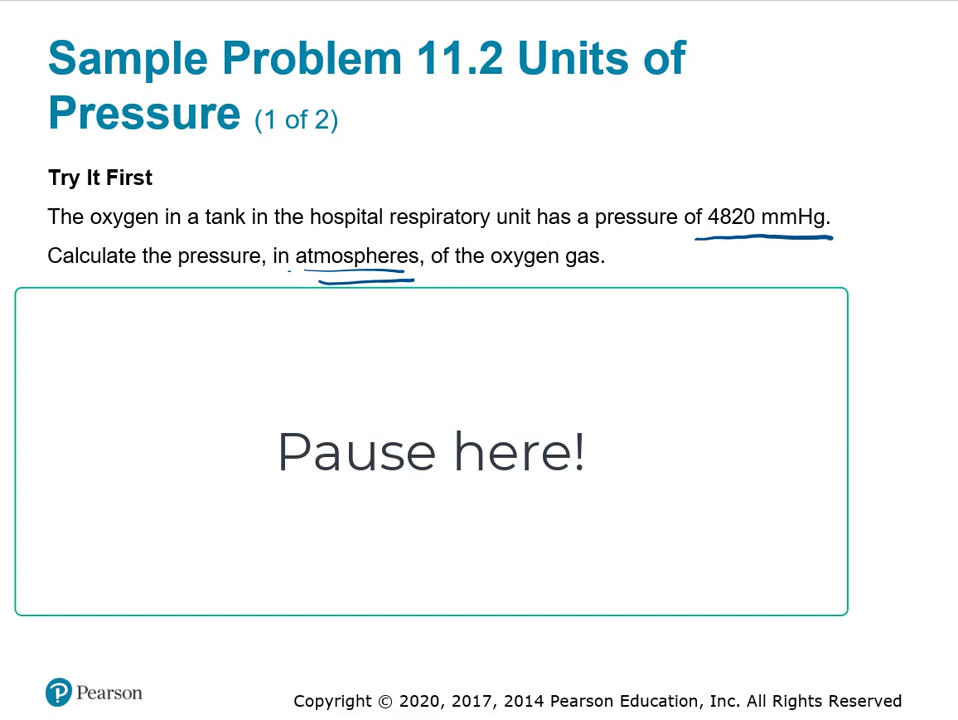 Sample Problem 11.2 Units of
Pressure (1 of 2)
Try It First
The oxygen in a tank in the hospital respiratory unit has a pressure of 4820 mmHg.
Calculate the pressure, in atmospheres, of the oxygen gas.
Pause here!
Pearson
Copyright © 2020, 2017, 2014 Pearson Education, Inc. All Rights Reserved